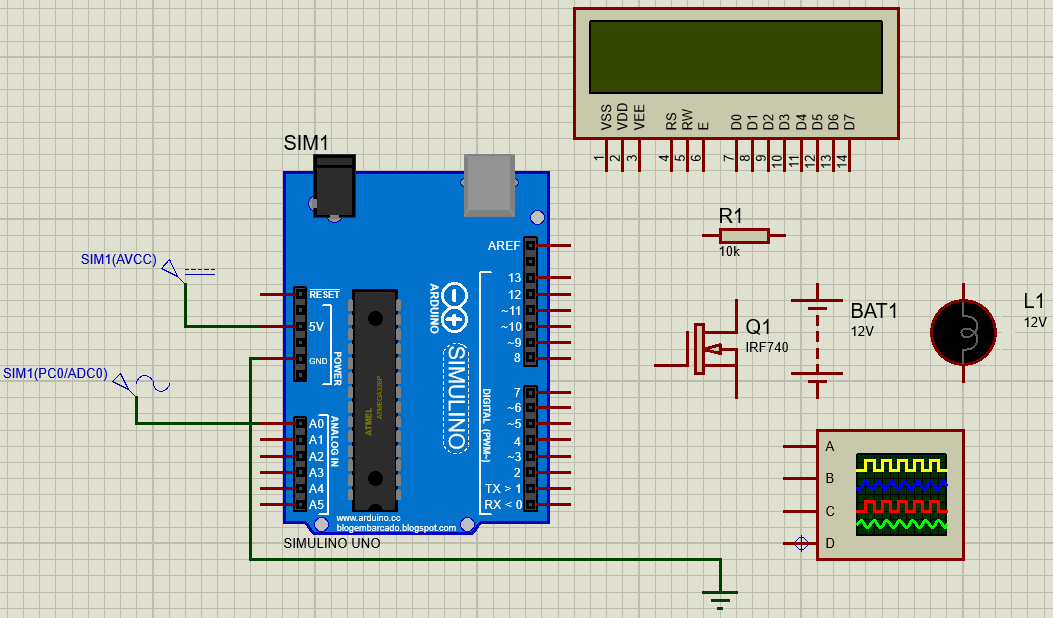 VSS
VDD
VEE
RS
RW
E
D0
D1
D2
D3
D4
D5
D6
D7
1
2
3
4
5
6
7
8
9
10
11
12
13
14
SIM1
R1
10k
SIM1(AVCC)
SIM1(PC0/ADC0)
RESET
5V
GND
POWER
A0
A1
A2
A3
A4
A5
ANALOG IN
ATMEL
ATMEGA328P
ARDUINO
SIMULINO
AREF
13
12
~11
~10
~9
8
7
~6
~5
4
~3
2
TX > 1
RX < 0
DIGITAL (PWM~)
www.arduino.cc
blogembarcado.blogspot.com
SIMULINO UNO
Q1
IRF740
BAT1
12V
L1
12V
A
B
C
D